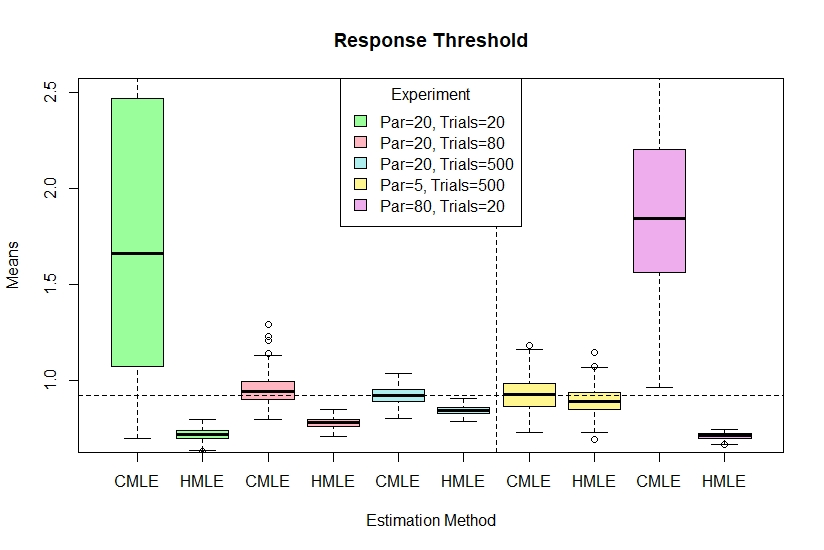 Response Threshold
Experiment
Par=20, Trials=20
Par=20, Trials=80
Par=20, Trials=500
Par=5, Trials=500
Par=80, Trials=20
Means
2.5
2.0
1.5
1.0
CMLE HMLE CMLE HMLE CMLE HMLE CMLE HMLE CMLE HMLE
Estimation Method